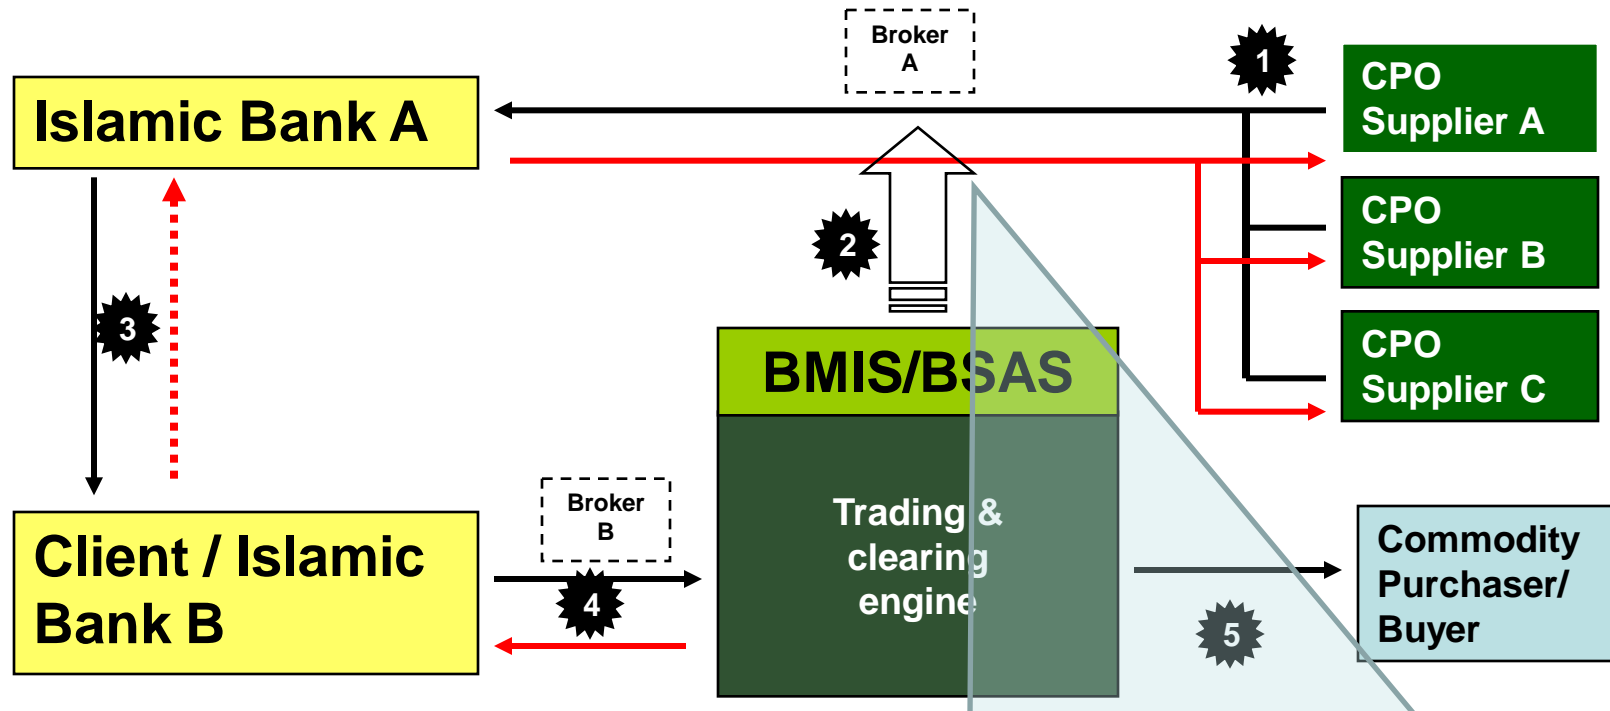 Broker
A
1
CPO
Supplier A
Islamic Bank A
CPO
Supplier B
2
3
CPO
Supplier C
BMIS/BSAS
Broker
B
Trading &
clearing
engine
Client / Islamic
Bank B
4
5
Commodity
Purchaser/
Buyer